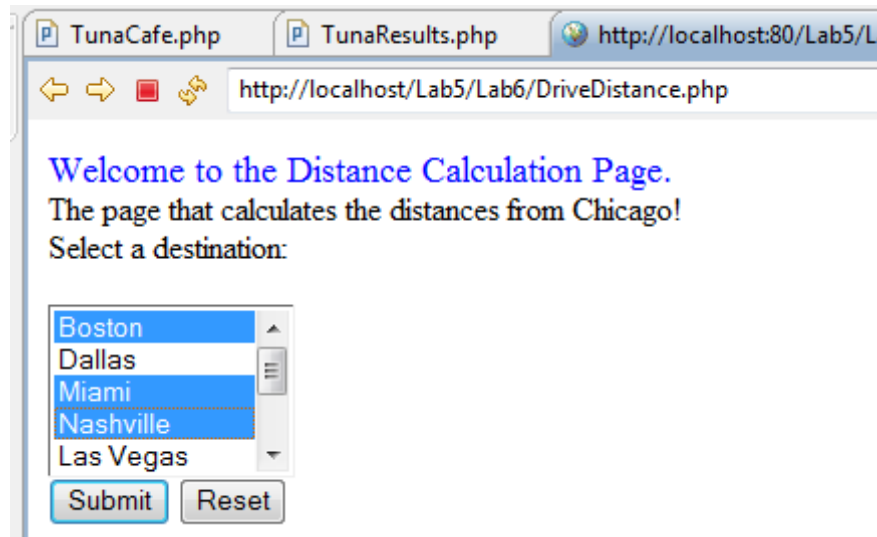 TunaCafe.php TunaResults.php http://localhost:80/Lab5/L
http://localhost/Lab5/Lab6/DriveDistance.php
Welcome to the Distance Calculation Page.
The page that calculates the distances from Chicago!
Select a destination:
Boston
Dallas
Miami
Nashville
Las Vegas
Submit Reset